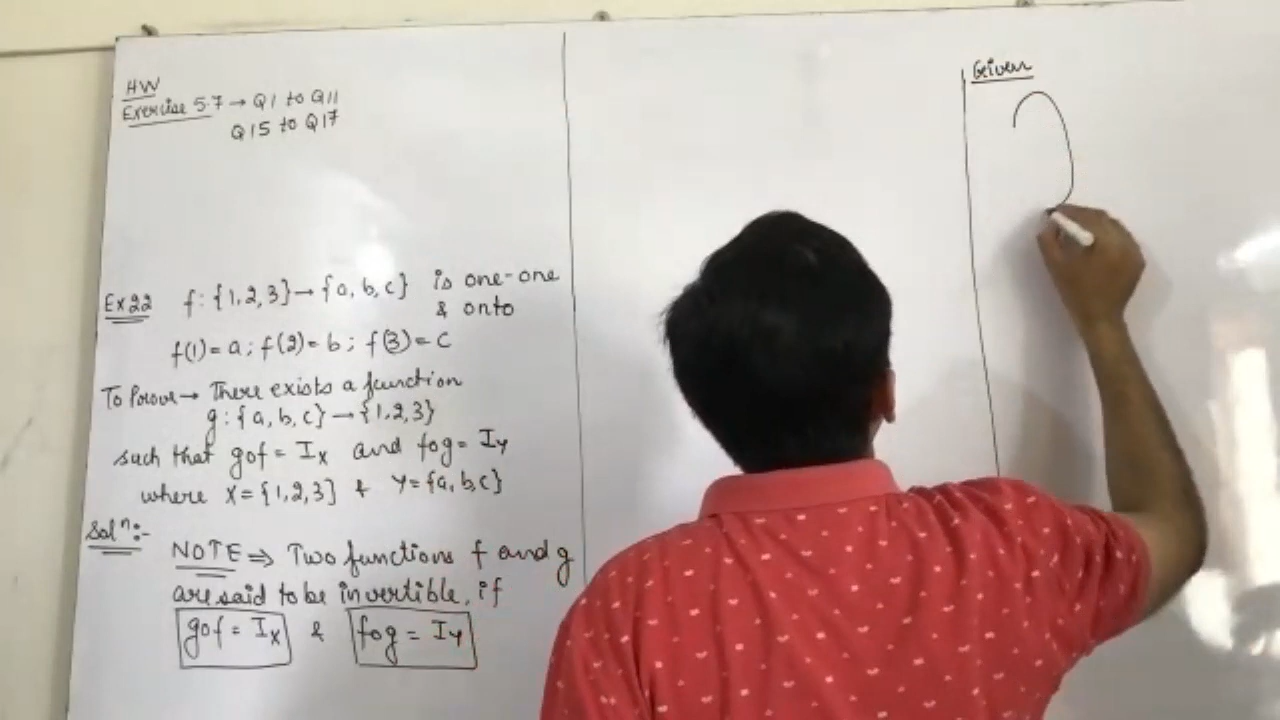 HW
Exercise 5.7 → Q1 to Q11
Q15 to Q17
Ex 22 f : {1, 2, 3} → {a, b, c} is one-one
& onto
f(1) = a ; f(2) = b ; f(3) = c
To Prove → There exists a function
g : {a, b, c} → {1, 2, 3}
such that gof = Ix and fog = Iy
where X = {1, 2, 3} & Y = {a, b, c}
Solⁿ :-
NOTE ⇒ Two functions f and g
are said to be invertible, if
gof = Ix & fog = Iy
Given